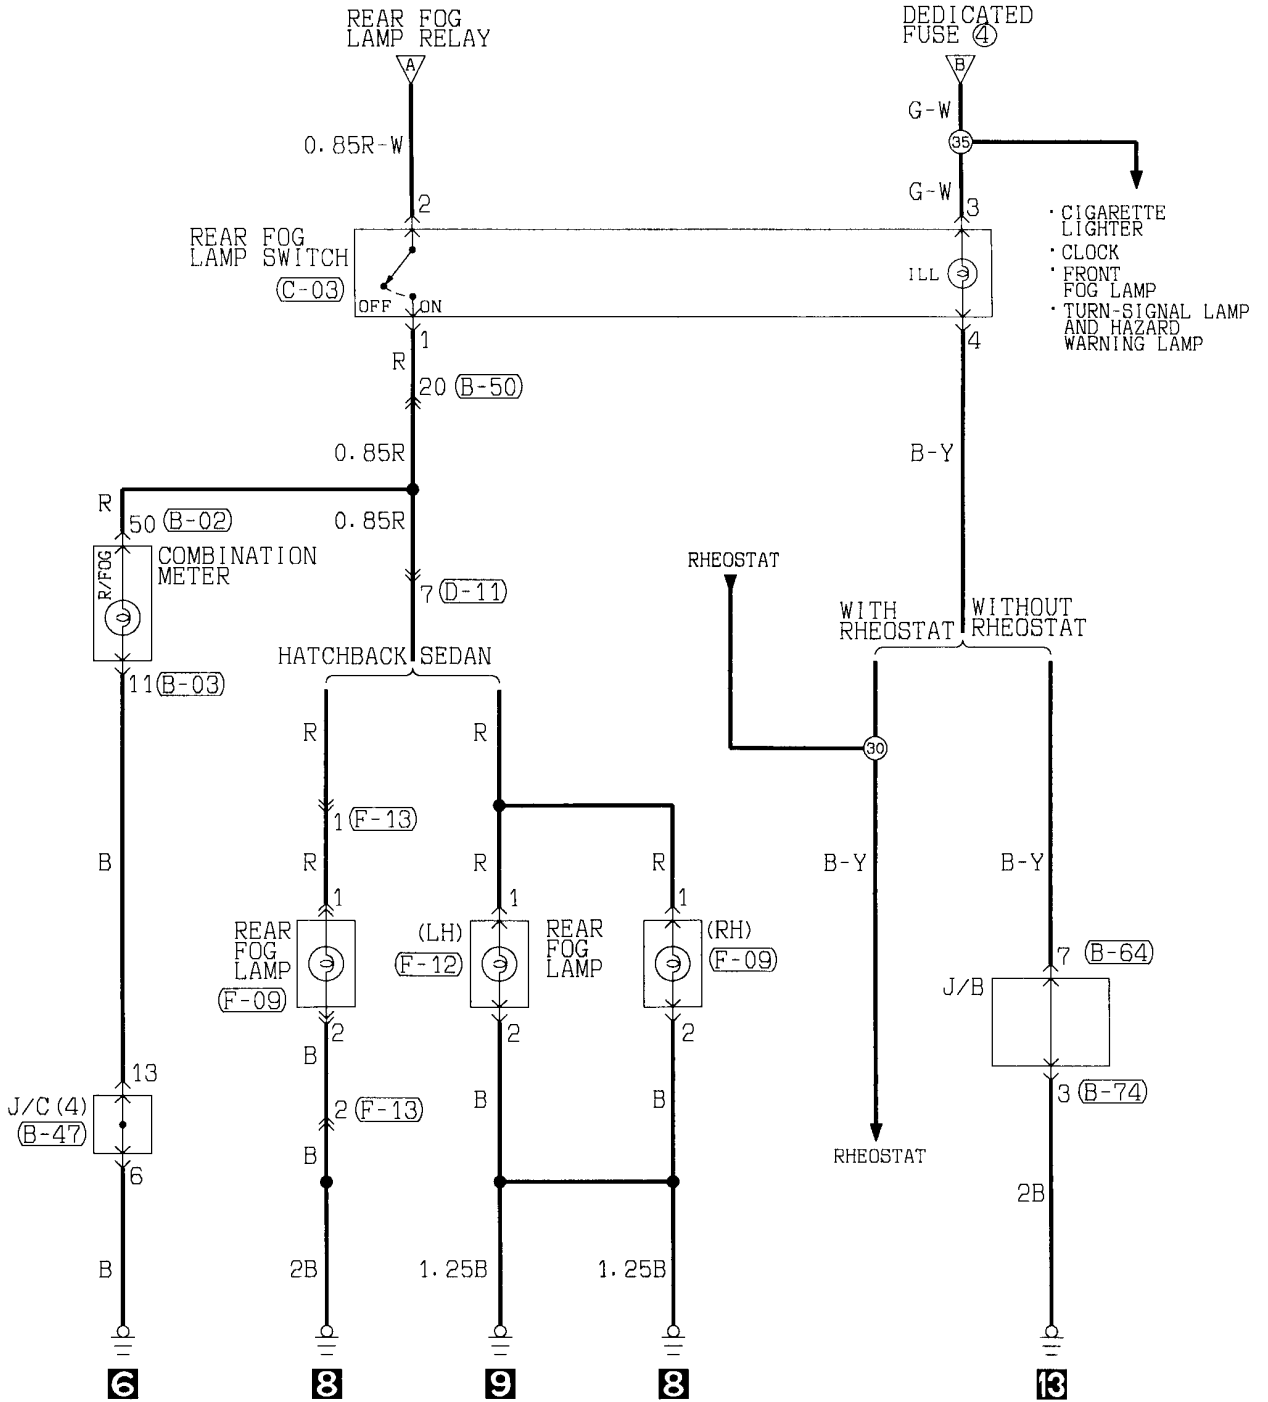 REAR FOG
LAMP RELAY
A
DEDICATED
FUSE ④
B
G-W
35
0.85R-W
G-W
2
3
· CIGARETTE
LIGHTER
· CLOCK
· FRONT
FOG LAMP
· TURN-SIGNAL LAMP
AND HAZARD
WARNING LAMP
REAR FOG
LAMP SWITCH
C-03
OFF
ON
ILL
1
4
R
20
B-50
0.85R
B-Y
R
50
B-02
0.85R
R/FOG
COMBINATION
METER
7
D-11
RHEOSTAT
WITH
RHEOSTAT
WITHOUT
RHEOSTAT
HATCHBACK
SEDAN
11
B-03
R
R
30
1
F-13
B
R
R
R
B-Y
B-Y
1
1
1
REAR
FOG
LAMP
F-09
(LH)
F-12
REAR
FOG
LAMP
(RH)
F-09
7
B-64
J/B
2
2
2
B
13
B
B
3
B-74
J/C(4)
B-47
2
F-13
6
B
RHEOSTAT
2B
B
2B
1.25B
1.25B
6
8
9
8
13